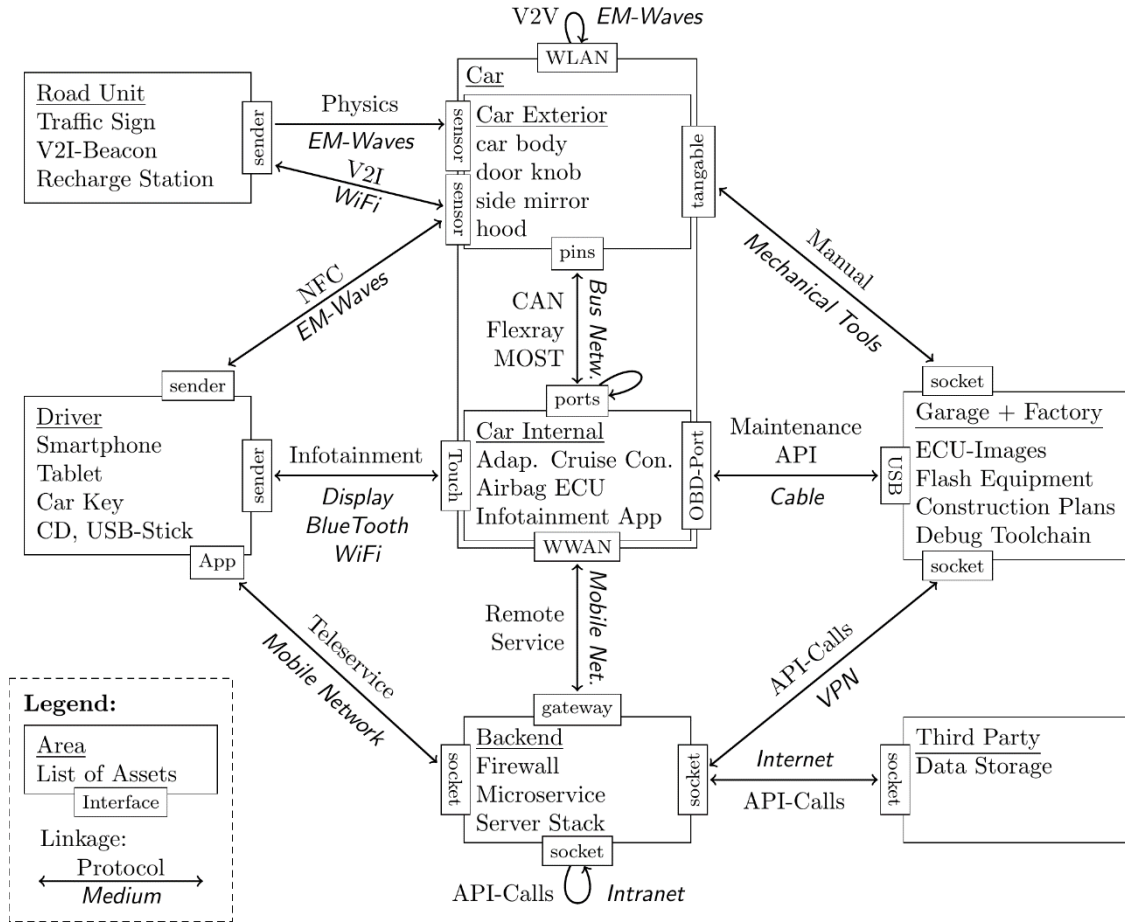 V2V
EM-Waves
WLAN
Car
Road Unit
Traffic Sign
V2I-Beacon
Recharge Station
sender
Physics
EM-Waves
V2I
WiFi
sensor
sensor
Car Exterior
car body
door knob
side mirror
hood
tangable
pins
NFC
EM-Waves
CAN
Flexray
MOST
Bus Netw.
Manual
Mechanical Tools
sender
Driver
Smartphone
Tablet
Car Key
CD, USB-Stick
sender
App
Infotainment
Display
BlueTooth
WiFi
Touch
ports
Car Internal
Adap. Cruise Con.
Airbag ECU
Infotainment App
OBD-Port
WWAN
Maintenance
API
Cable
socket
USB
Garage + Factory
ECU-Images
Flash Equipment
Construction Plans
Debug Toolchain
socket
Teleservice
Mobile Network
Remote
Service
Mobile Net.
API-Calls
VPN
gateway
socket
Backend
Firewall
Microservice
Server Stack
socket
socket
API-Calls
Intranet
Internet
API-Calls
socket
Third Party
Data Storage
Legend:
Area
List of Assets
Interface
Linkage:
Protocol
Medium